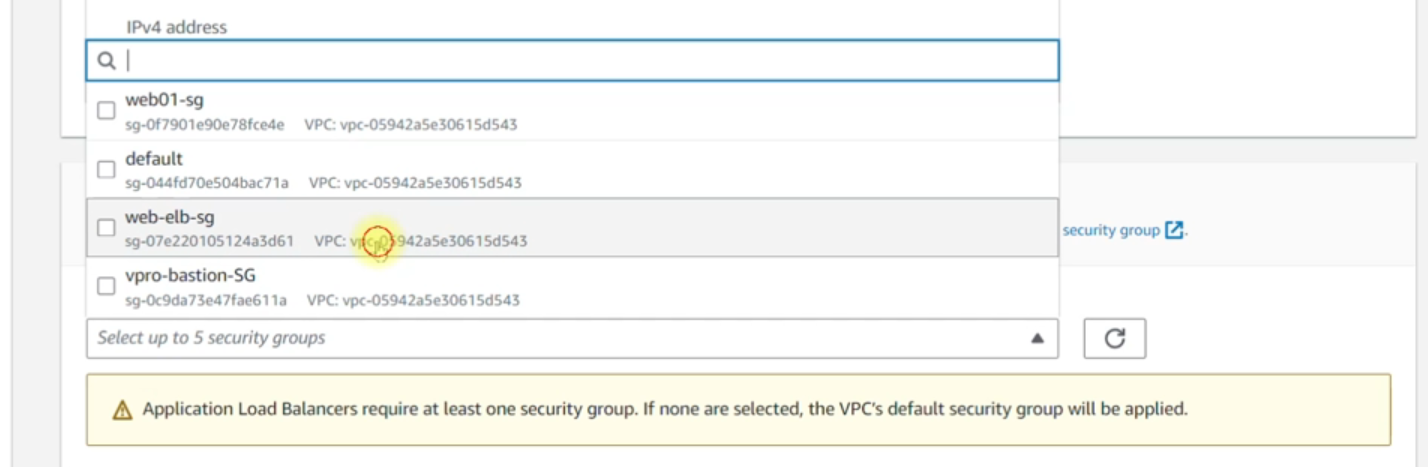 IPv4 address
web01-sg
sg-0f7901e90e78fce4e VPC: vpc-05942a5e30615d543
default
sg-044fd70e504bac71a VPC: vpc-05942a5e30615d543
web-elb-sg
sg-07e220105124a3d61 VPC: vpc-05942a5e30615d543
security group
vpro-bastion-SG
sg-0c9da73e47fae611a VPC: vpc-05942a5e30615d543
Select up to 5 security groups
Application Load Balancers require at least one security group. If none are selected, the VPC's default security group will be applied.